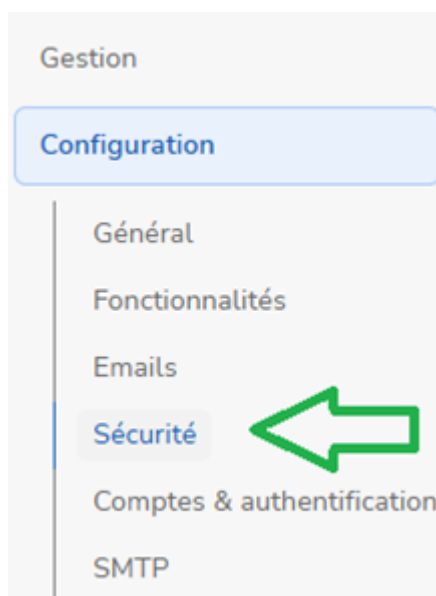 Gestion
Configuration
Général
Fonctionnalités
Emails
Sécurité
Comptes & authentification
SMTP